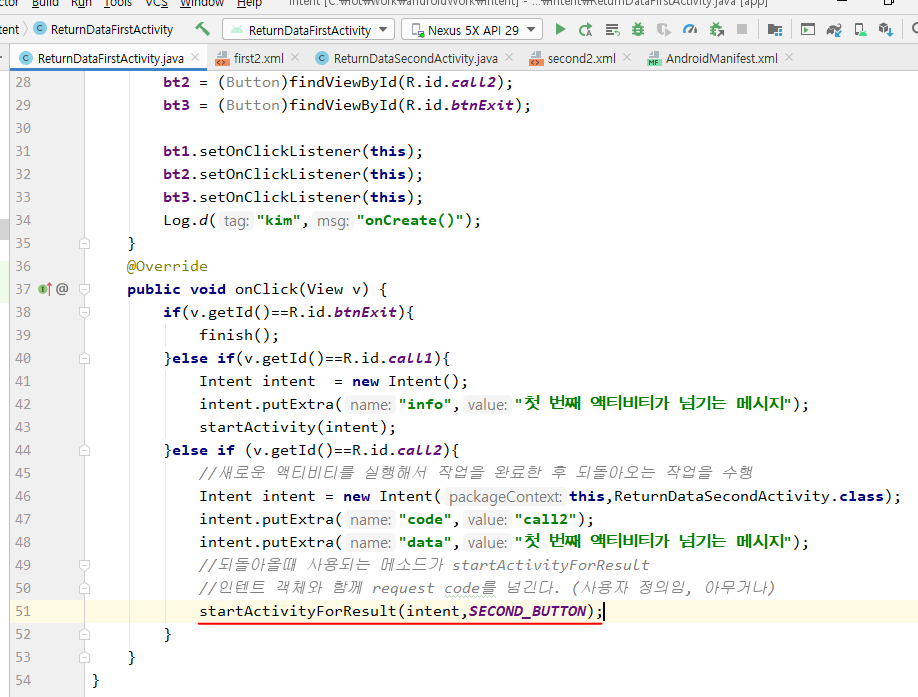 Build Run Tools VCS Window Help Intent [C:₩iot₩Work₩androidWork₩Intent] - ...₩Intent₩ReturnDataFirstActivity.java [app]
ReturnDataFirstActivity ReturnDataFirstActivity Nexus 5X API 29
ReturnDataFirstActivity.java first2.xml ReturnDataSecondActivity.java second2.xml AndroidManifest.xml
28 bt2 = (Button)findViewById(R.id.call2);
29 bt3 = (Button)findViewById(R.id.btnExit);
30
31 bt1.setOnClickListener(this);
32 bt2.setOnClickListener(this);
33 bt3.setOnClickListener(this);
34 Log.d( tag: "kim", msg: "onCreate()");
35 }
36 @Override
37 public void onClick(View v) {
38 if(v.getId()==R.id.btnExit){
39 finish();
40 }else if(v.getId()==R.id.call1){
41 Intent intent = new Intent();
42 intent.putExtra( name: "info", value: "첫 번째 액티비티가 넘기는 메시지");
43 startActivity(intent);
44 }else if (v.getId()==R.id.call2){
45 //새로운 액티비티를 실행해서 작업을 완료한 후 되돌아오는 작업을 수행
46 Intent intent = new Intent( packageContext: this,ReturnDataSecondActivity.class);
47 intent.putExtra( name: "code", value: "call2");
48 intent.putExtra( name: "data", value: "첫 번째 액티비티가 넘기는 메시지");
49 //되돌아올때 사용되는 메소드가 startActivityForResult
50 //인텐트 객체와 함께 request code를 넘긴다. (사용자 정의임, 아무거나)
51 startActivityForResult(intent,SECOND_BUTTON);
52 }
53 }
54 }